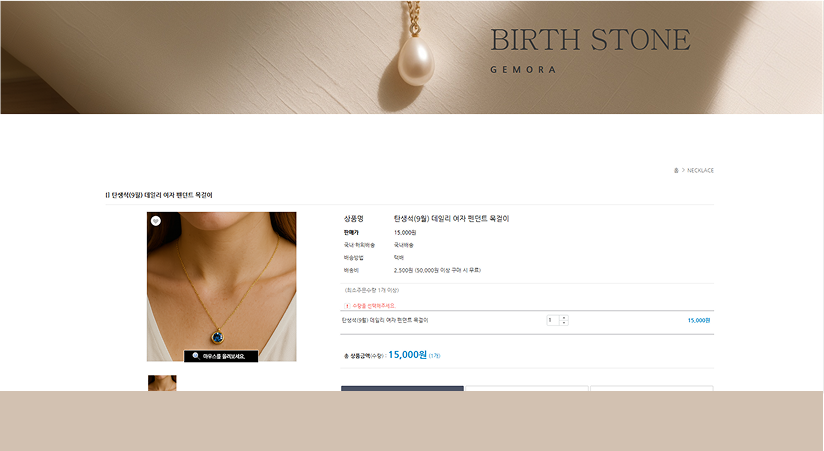 BIRTH STONE
GEMORA
홈 > NECKLACE
[] 탄생석(9월) 데일리 여자 펜던트 목걸이
상품명 탄생석(9월) 데일리 여자 펜던트 목걸이
판매가 15,000원
국내·해외배송 국내배송
배송방법 택배
배송비 2,500원 (50,000원 이상 구매 시 무료)
(최소주문수량 1개 이상)
수량을 선택해주세요.
탄생석(9월) 데일리 여자 펜던트 목걸이 1 15,000원
마우스를 올려보세요.
총 상품금액(수량) : 15,000원 (1개)